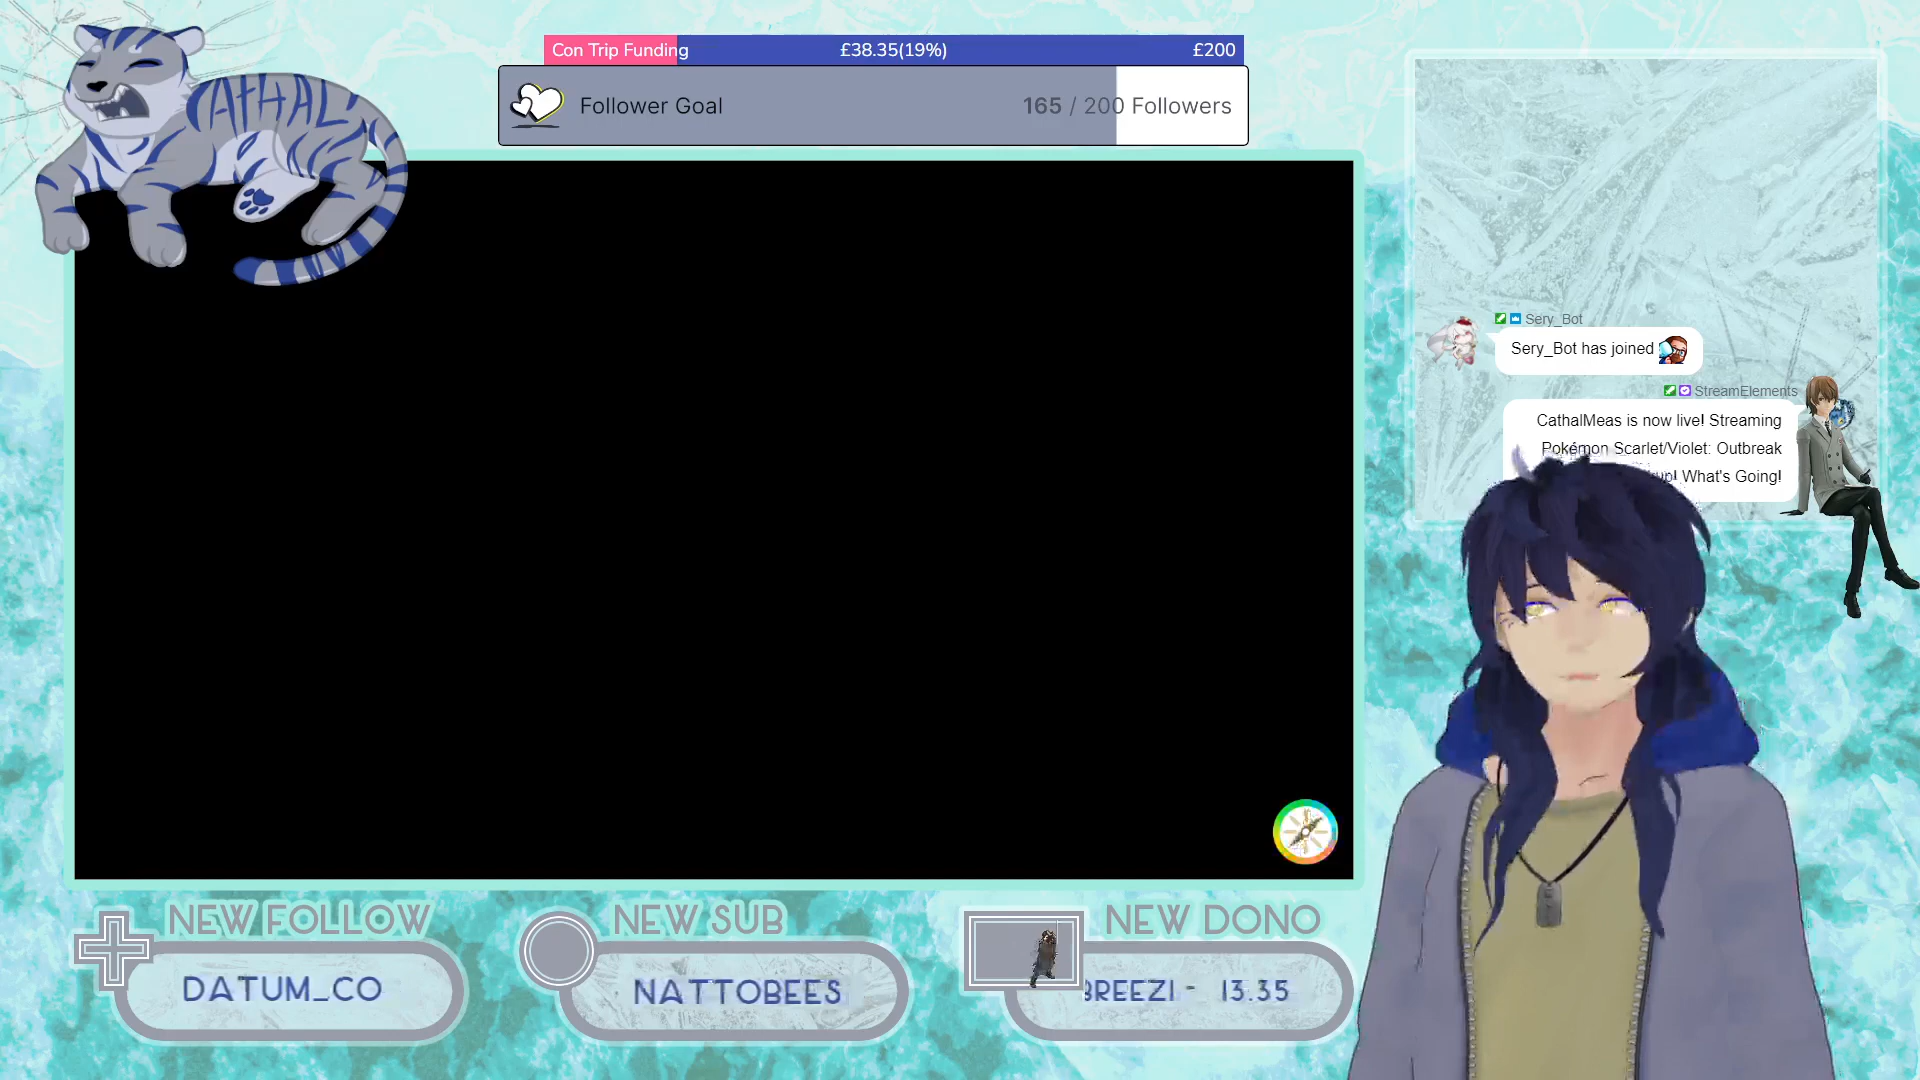 CATHAL
Con Trip Funding £38.35(19%) £200
Follower Goal 165 / 200 Followers
Sery_Bot
Sery_Bot has joined
StreamElements
CathalMeas is now live! Streaming
Pokémon Scarlet/Violet: Outbreak
What's Going!
NEW FOLLOW
DATUM_CO
NEW SUB
NATTOBEES
NEW DONO
BREEZI - 13.35